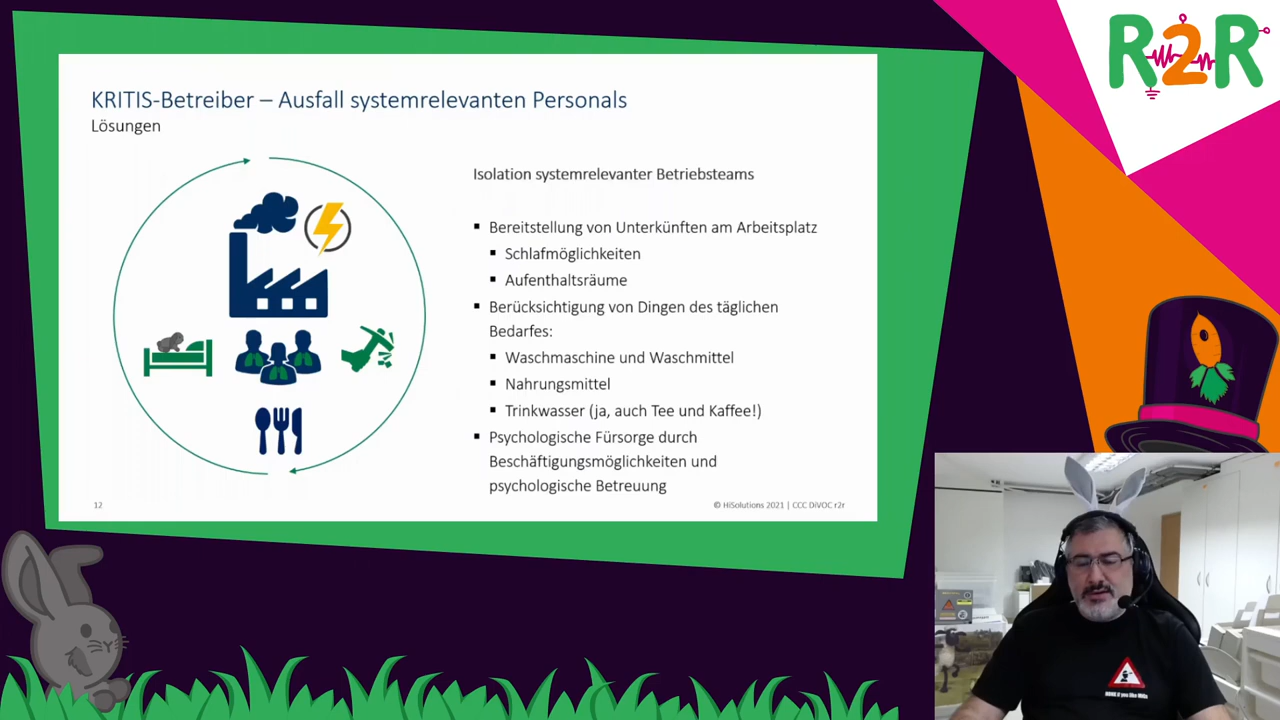 R2R
KRITIS-Betreiber – Ausfall systemrelevanten Personals
Lösungen
Isolation systemrelevanter Betriebsteams
▪ Bereitstellung von Unterkünften am Arbeitsplatz
▪ Schlafmöglichkeiten
▪ Aufenthaltsräume
▪ Berücksichtigung von Dingen des täglichen
Bedarfes:
▪ Waschmaschine und Waschmittel
▪ Nahrungsmittel
▪ Trinkwasser (ja, auch Tee und Kaffee!)
▪ Psychologische Fürsorge durch
Beschäftigungsmöglichkeiten und
psychologische Betreuung
12
© HiSolutions 2021 | CCC DiVOC r2r